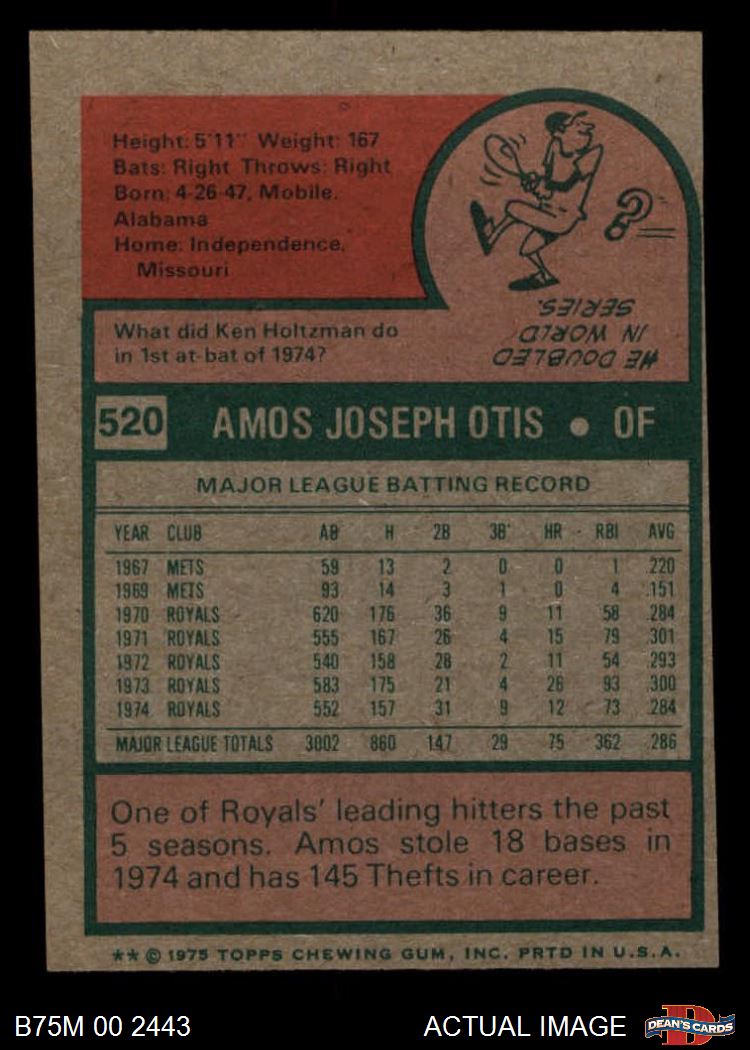 Height: 5'11" Weight: 167
Bats: Right Throws: Right
Born: 4-26-47, Mobile,
Alabama
Home: Independence,
Missouri
What did Ken Holtzman do
in 1st at-bat of 1974?
?
HE DOUBLED
IN WORLD
SERIES.
520 AMOS JOSEPH OTIS • OF
MAJOR LEAGUE BATTING RECORD
YEAR CLUB AB H 2B 3B HR RBI AVG
1967 METS 59 13 2 0 0 1 .220
1969 METS 93 14 3 1 0 4 .151
1970 ROYALS 620 176 36 9 11 58 .284
1971 ROYALS 555 167 26 4 15 79 .301
1972 ROYALS 540 158 28 2 11 54 .293
1973 ROYALS 583 175 21 4 26 93 .300
1974 ROYALS 552 157 31 9 12 73 .284
MAJOR LEAGUE TOTALS 3002 860 147 29 75 362 .286
One of Royals' leading hitters the past
5 seasons. Amos stole 18 bases in
1974 and has 145 Thefts in career.
** © 1975 TOPPS CHEWING GUM, INC. PRTD IN U.S.A.
B75M 00 2443 ACTUAL IMAGE DEAN'S CARDS